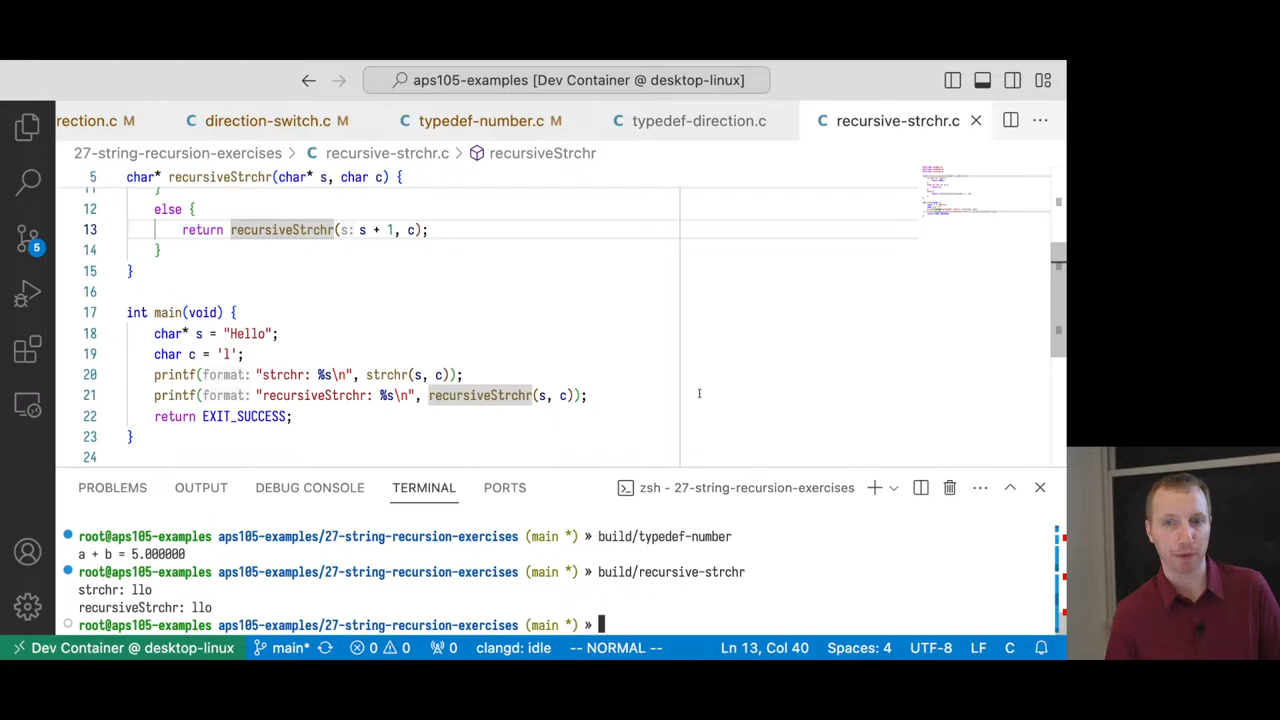 aps105-examples [Dev Container @ desktop-linux]
rection.c M
direction-switch.c M
typedef-number.c M
typedef-direction.c
recursive-strchr.c
27-string-recursion-exercises > C recursive-strchr.c > recursiveStrchr
5 char* recursiveStrchr(char* s, char c) {
11 }
12 else {
13 return recursiveStrchr(s: s + 1, c);
14 }
15 }
16
17 int main(void) {
18 char* s = "Hello";
19 char c = 'l';
20 printf(format: "strchr: %s\n", strchr(s, c));
21 printf(format: "recursiveStrchr: %s\n", recursiveStrchr(s, c));
22 return EXIT_SUCCESS;
23 }
24
5
PROBLEMS OUTPUT DEBUG CONSOLE TERMINAL PORTS zsh - 27-string-recursion-exercises
root@aps105-examples aps105-examples/27-string-recursion-exercises (main *) » build/typedef-number
a + b = 5.000000
root@aps105-examples aps105-examples/27-string-recursion-exercises (main *) » build/recursive-strchr
strchr: llo
recursiveStrchr: llo
root@aps105-examples aps105-examples/27-string-recursion-exercises (main *) »
Dev Container @ desktop-linux main* 0 0 0 clangd: idle -- NORMAL -- Ln 13, Col 40 Spaces: 4 UTF-8 LF C